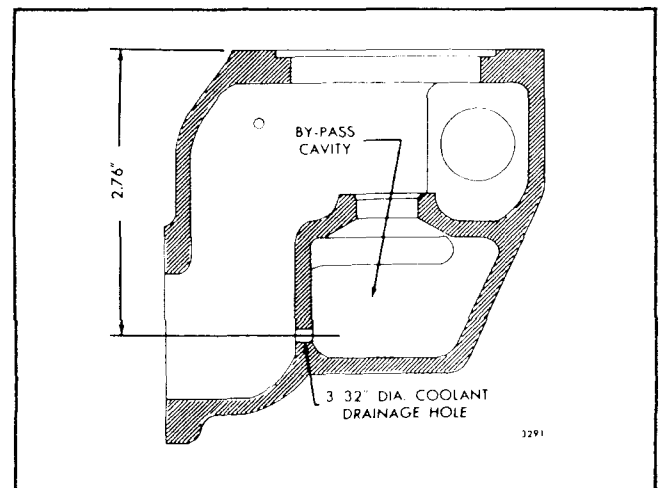 2.76"
BY-PASS
CAVITY
3 32" DIA. COOLANT
DRAINAGE HOLE
3291